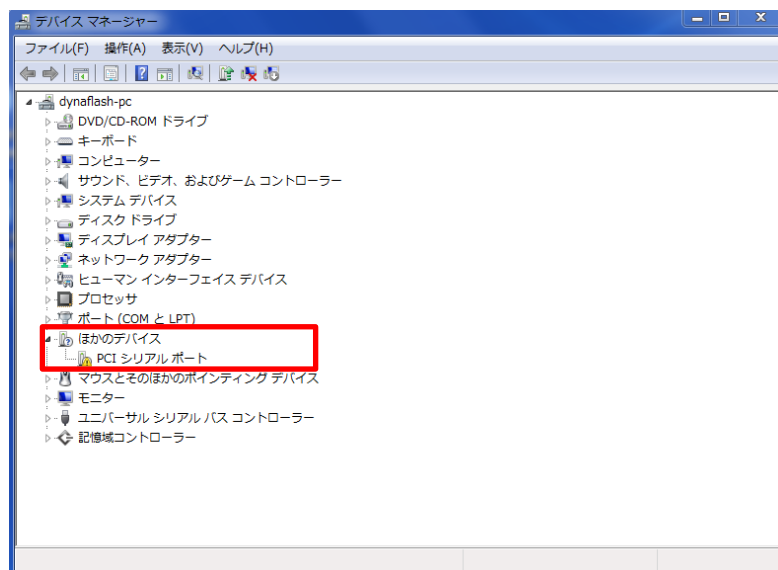 デバイス マネージャー
ファイル(F) 操作(A) 表示(V) ヘルプ(H)
dynaflash-pc
DVD/CD-ROM ドライブ
キーボード
コンピューター
サウンド、ビデオ、およびゲーム コントローラー
システム デバイス
ディスク ドライブ
ディスプレイ アダプター
ネットワーク アダプター
ヒューマン インターフェイス デバイス
プロセッサ
ポート (COM と LPT)
ほかのデバイス
PCI シリアル ポート
マウスとそのほかのポインティング デバイス
モニター
ユニバーサル シリアル バス コントローラー
記憶域コントローラー